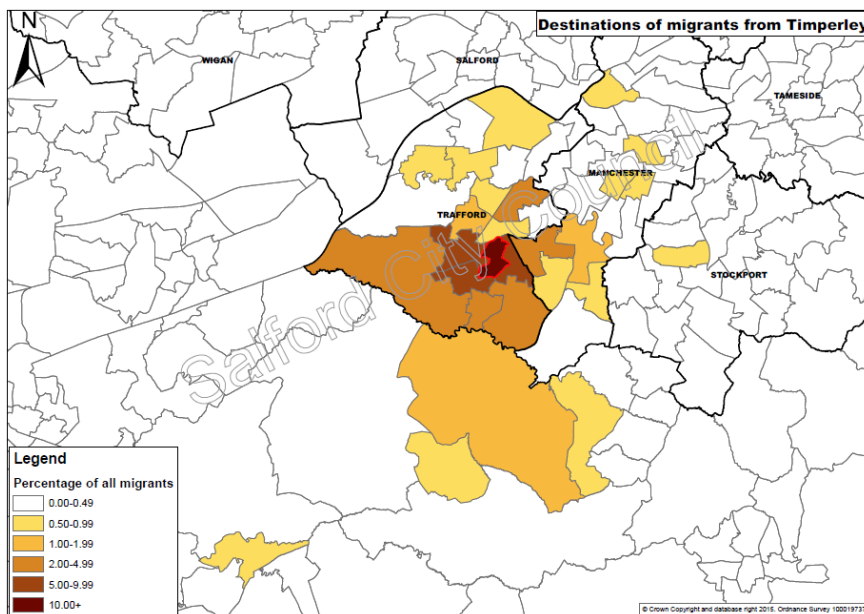 Destinations of migrants from Timperley
N
WIGAN
SALFORD
TAMESIDE
MANCHESTER
TRAFFORD
STOCKPORT
Salford City Council
Legend
Percentage of all migrants
0.00-0.49
0.50-0.99
1.00-1.99
2.00-4.99
5.00-9.99
10.00+
© Crown Copyright and database right 2015. Ordnance Survey 10001973